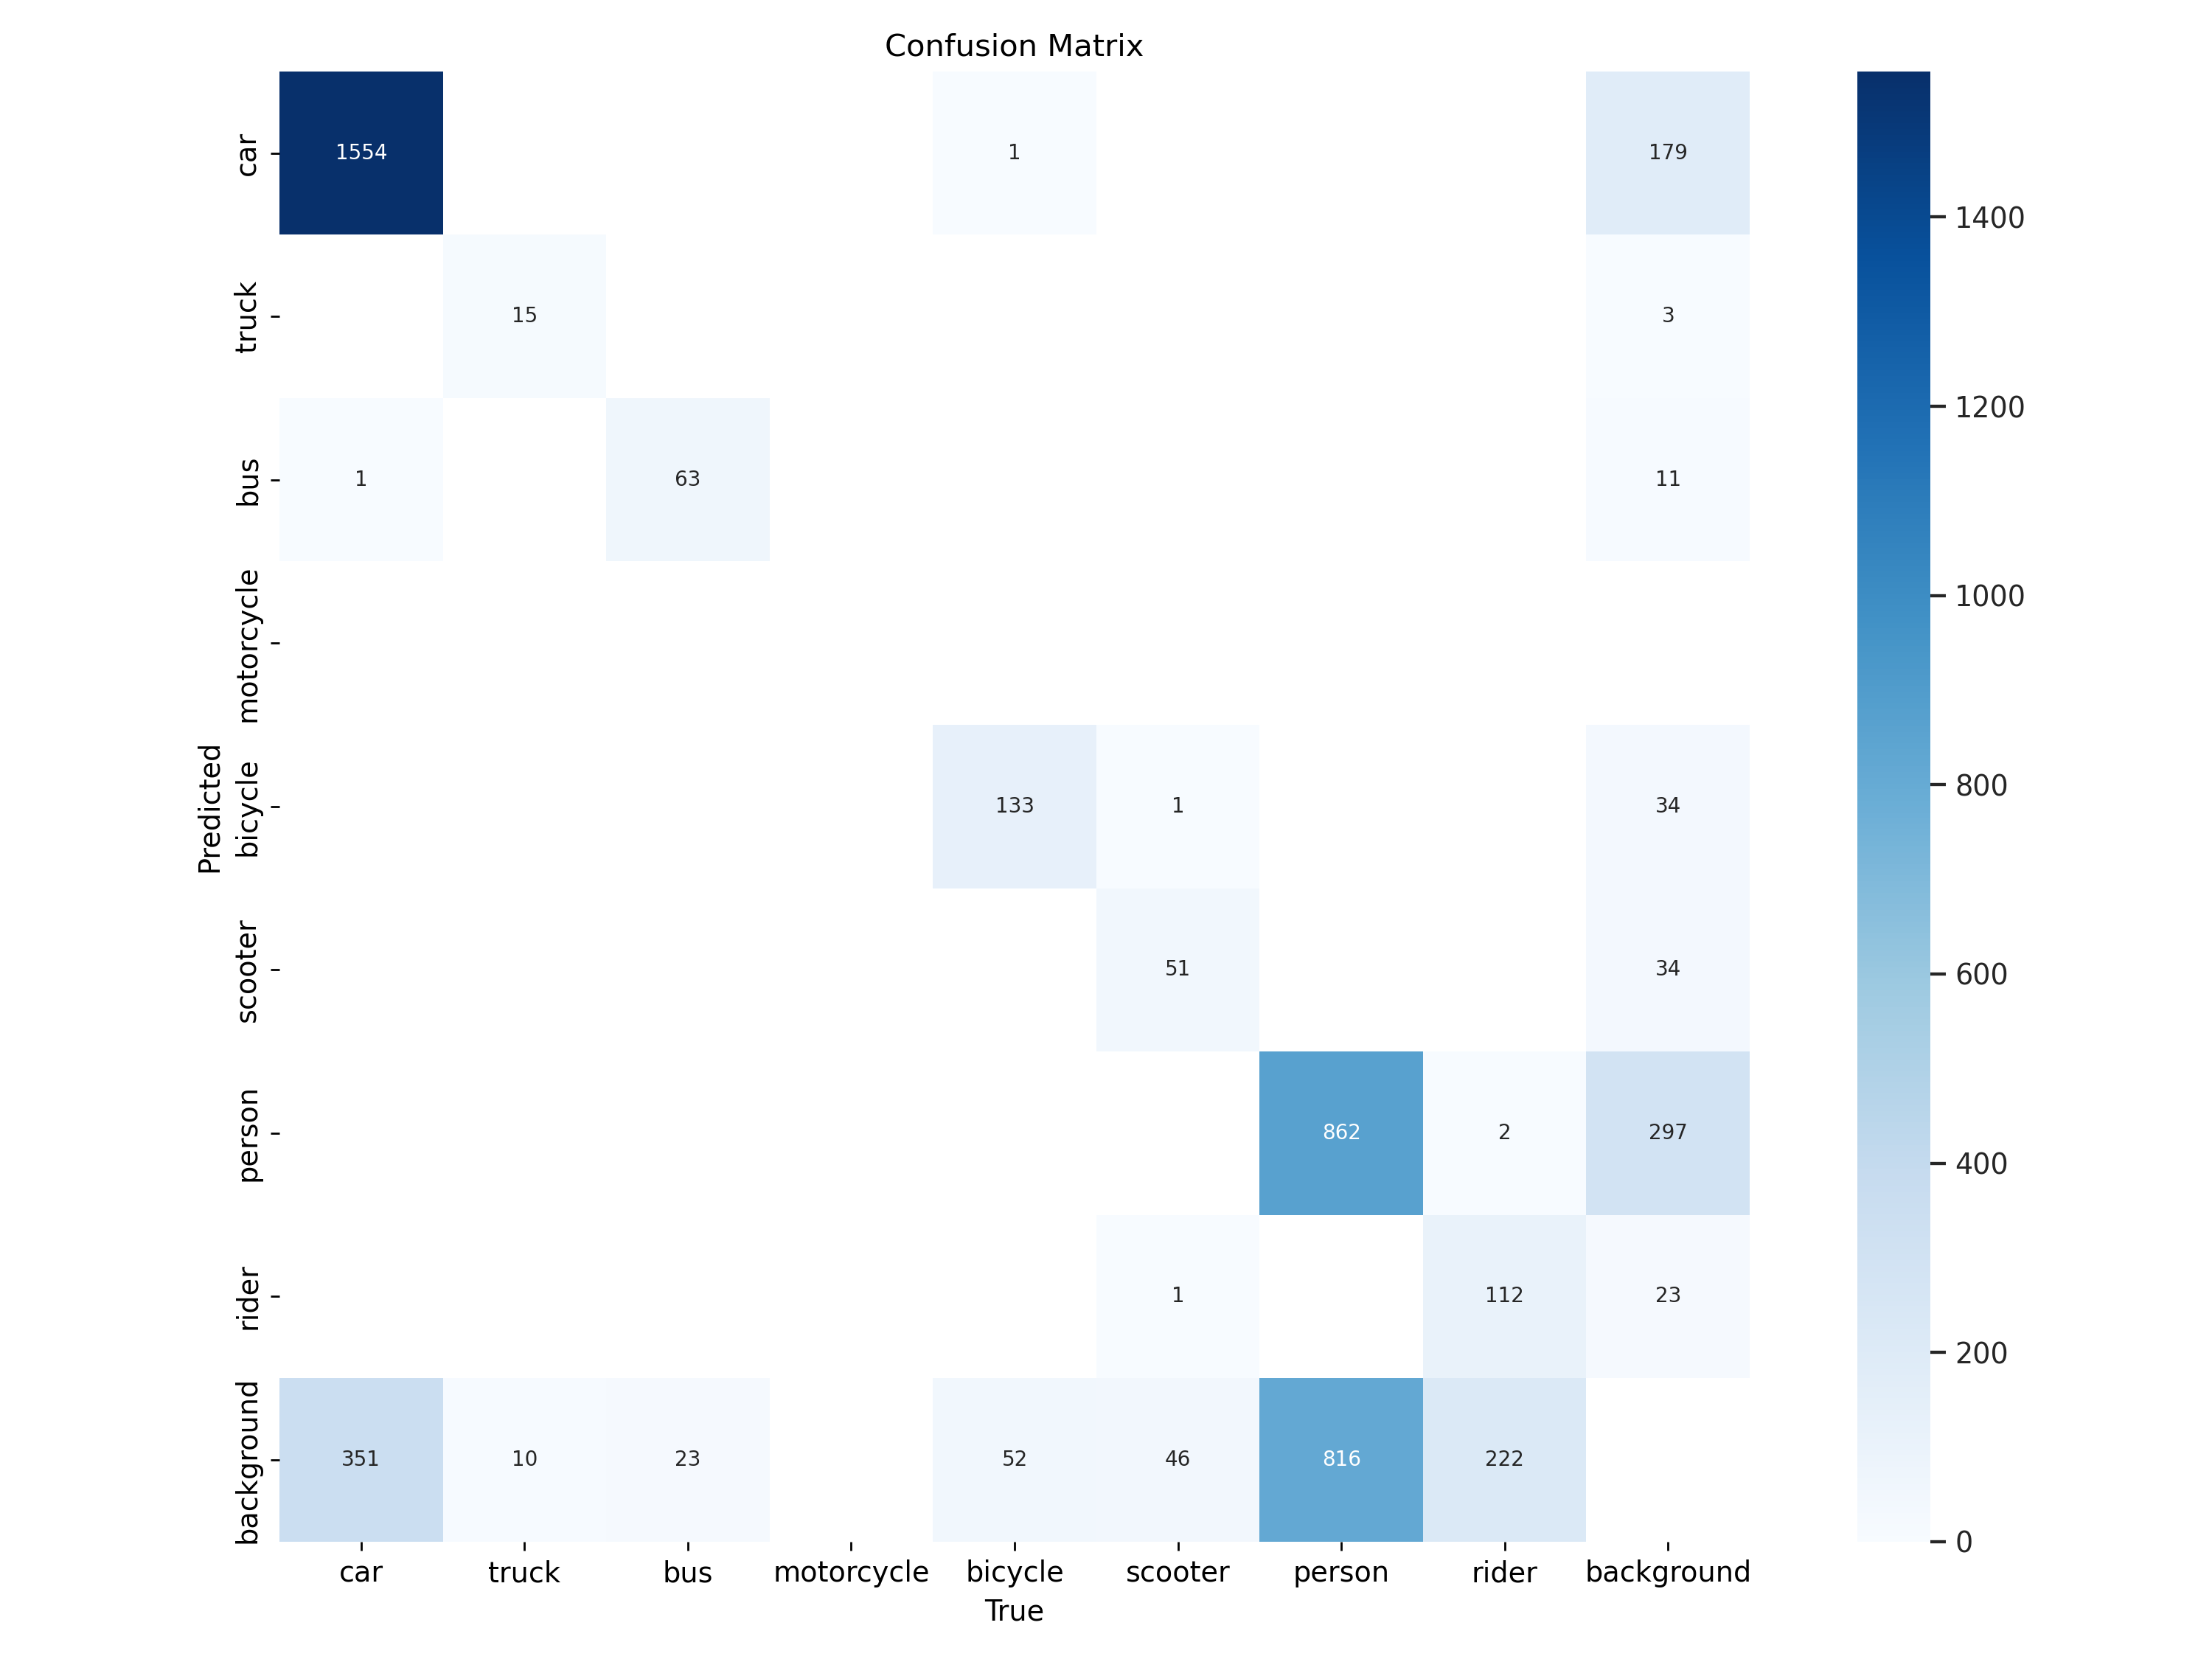 Confusion Matrix
car 1554 1 179
truck 15 3
bus 1 63 11
motorcycle
bicycle 133 1 34
scooter 51 34
person 862 2 297
rider 1 112 23
background 351 10 23 52 46 816 222
car truck bus motorcycle bicycle scooter person rider background
True
Predicted
1400
1200
1000
800
600
400
200
0